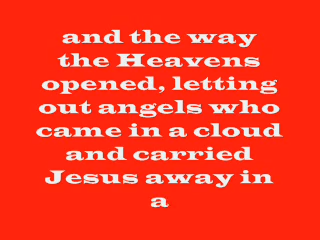 and the way
the Heavens
opened, letting
out angels who
came in a cloud
and carried
Jesus away in
a